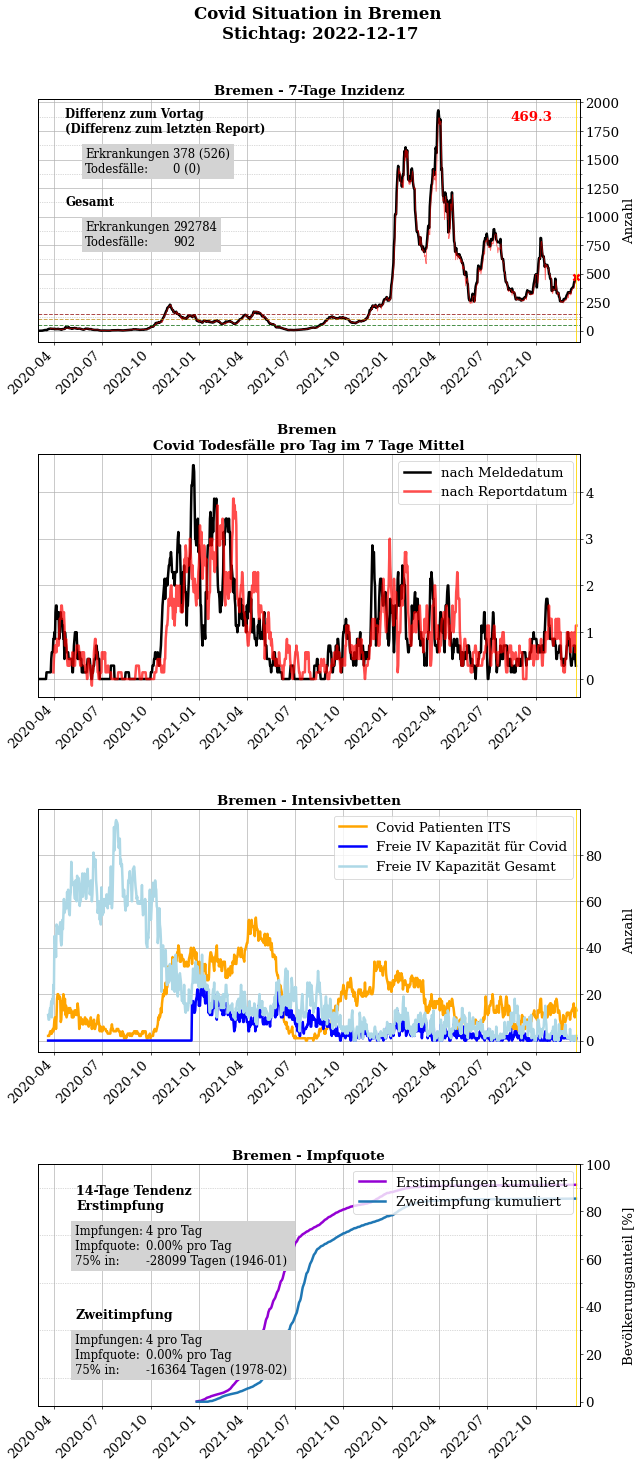 Covid Situation in Bremen
Stichtag: 2022-12-17
Bremen - 7-Tage Inzidenz
Differenz zum Vortag
(Differenz zum letzten Report)
Erkrankungen 378 (526)
Todesfälle: 0 (0)
Gesamt
Erkrankungen 292784
Todesfälle: 902
469.3
2000
1750
1500
1250
1000
750
500
250
0
Anzahl
2020-04
2020-07
2020-10
2021-01
2021-04
2021-07
2021-10
2022-01
2022-04
2022-07
2022-10
Bremen
Covid Todesfälle pro Tag im 7 Tage Mittel
nach Meldedatum
nach Reportdatum
4
3
2
1
0
2020-04
2020-07
2020-10
2021-01
2021-04
2021-07
2021-10
2022-01
2022-04
2022-07
2022-10
Bremen - Intensivbetten
Covid Patienten ITS
Freie IV Kapazität für Covid
Freie IV Kapazität Gesamt
80
60
40
20
0
Anzahl
2020-04
2020-07
2020-10
2021-01
2021-04
2021-07
2021-10
2022-01
2022-04
2022-07
2022-10
Bremen - Impfquote
14-Tage Tendenz
Erstimpfung
Impfungen: 4 pro Tag
Impfquote: 0.00% pro Tag
75% in: -28099 Tagen (1946-01)
Zweitimpfung
Impfungen: 4 pro Tag
Impfquote: 0.00% pro Tag
75% in: -16364 Tagen (1978-02)
Erstimpfungen kumuliert
Zweitimpfung kumuliert
100
80
60
40
20
0
Bevölkerungsanteil [%]
2020-04
2020-07
2020-10
2021-01
2021-04
2021-07
2021-10
2022-01
2022-04
2022-07
2022-10